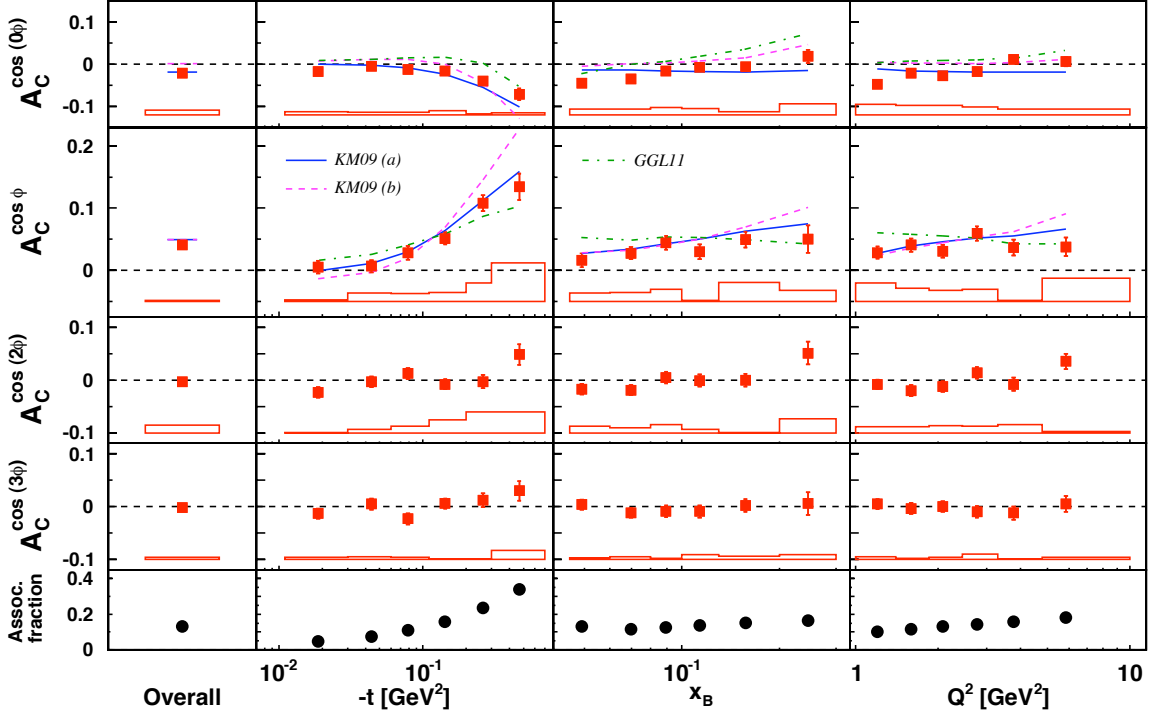 A_C^cos (0ϕ)
0.1
0
-0.1
A_C^cos ϕ
0.2
0.1
0
KM09 (a)
KM09 (b)
GGL11
A_C^cos (2ϕ)
0.1
0
-0.1
A_C^cos (3ϕ)
0.1
0
-0.1
Assoc.
fraction
0.4
0.2
0
10^-2 10^-1 10^-1 1 10
Overall -t [GeV^2] x_B Q^2 [GeV^2]